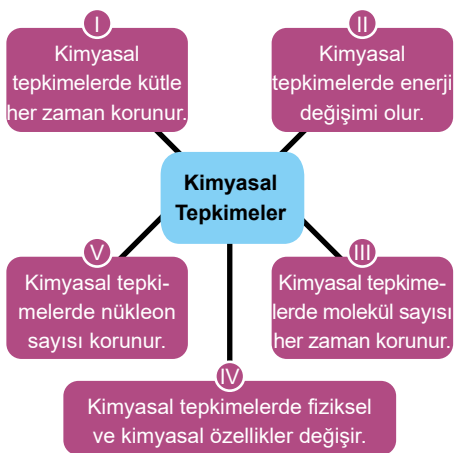 I
Kimyasal
tepkimelerde kütle
her zaman korunur.
II
Kimyasal
tepkimelerde enerji
değişimi olur.
Kimyasal
Tepkimeler
V
Kimyasal tepki-
melerde nükleon
sayısı korunur.
III
Kimyasal tepkime-
lerde molekül sayısı
her zaman korunur.
IV
Kimyasal tepkimelerde fiziksel
ve kimyasal özellikler değişir.